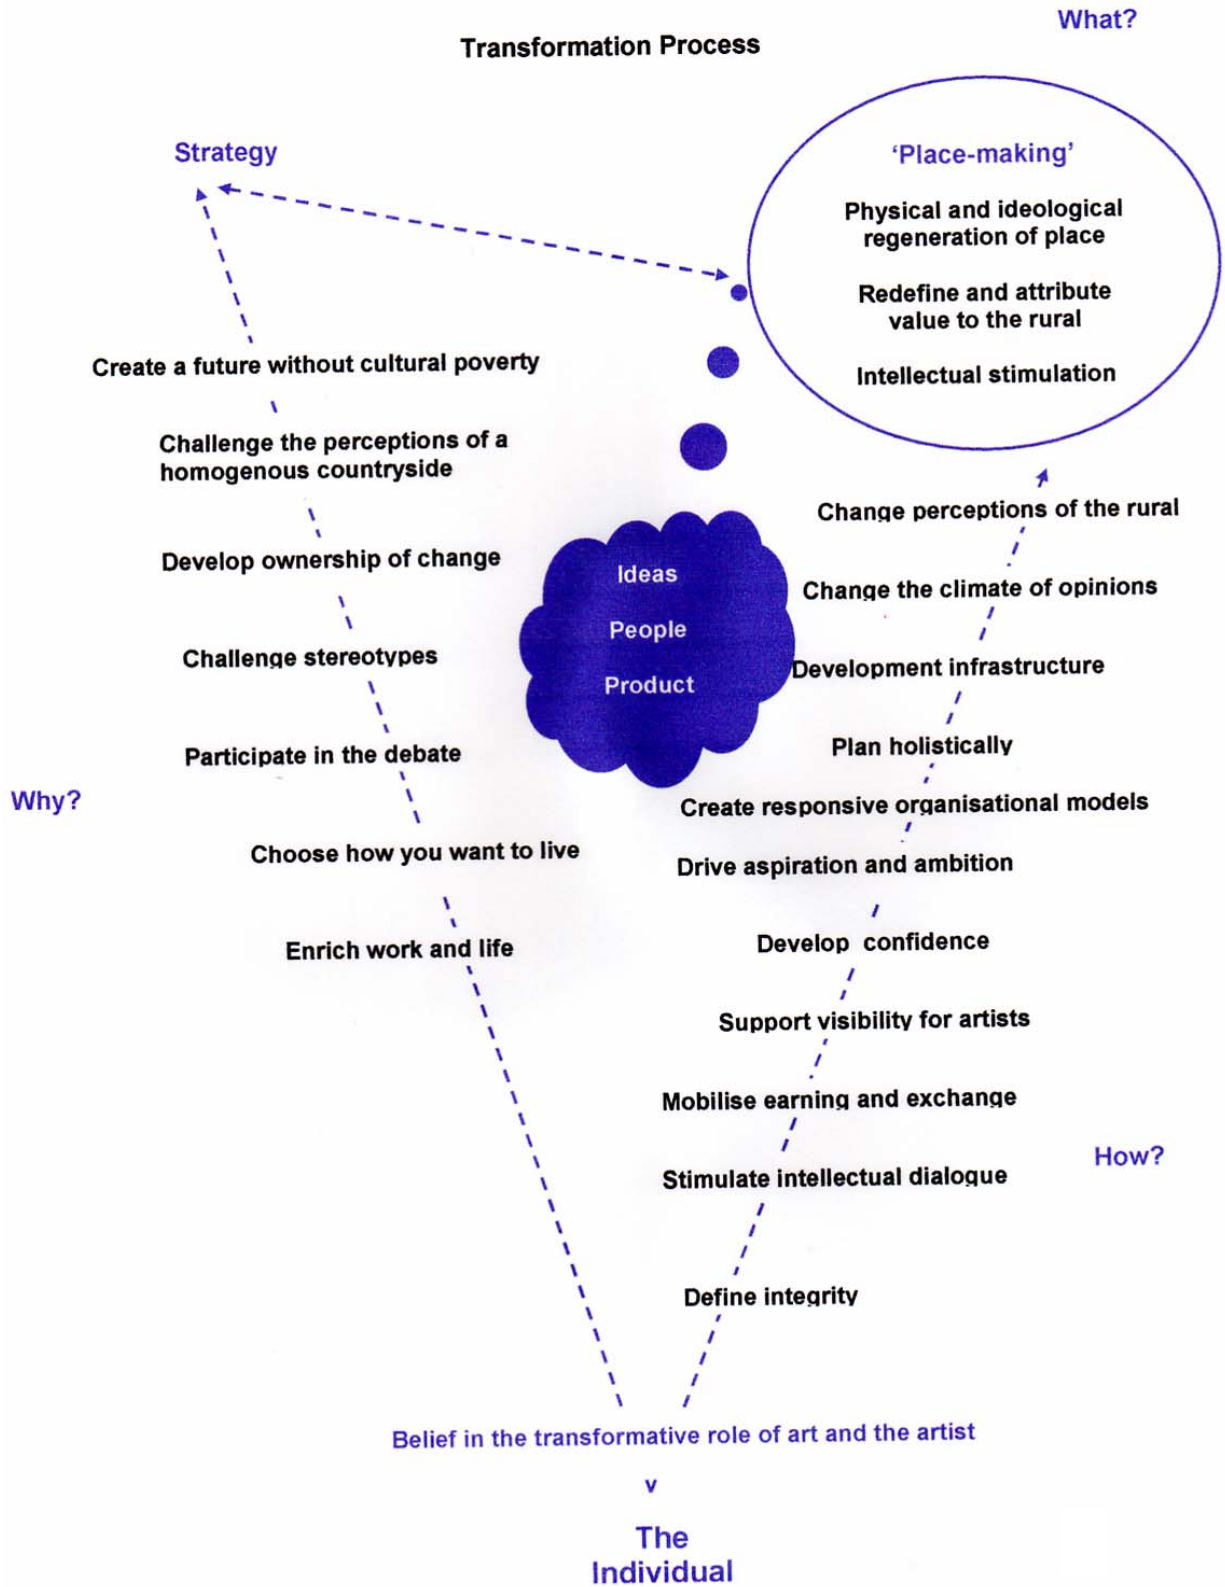 What?
Transformation Process
Strategy
‘Place-making’
Physical and ideological
regeneration of place
Redefine and attribute
value to the rural
Intellectual stimulation
Create a future without cultural poverty
Challenge the perceptions of a
homogenous countryside
Develop ownership of change
Challenge stereotypes
Participate in the debate
Why?
Choose how you want to live
Enrich work and life
Ideas
People
Product
Change perceptions of the rural
Change the climate of opinions
Development infrastructure
Plan holistically
Create responsive organisational models
Drive aspiration and ambition
Develop confidence
Support visibility for artists
Mobilise earning and exchange
How?
Stimulate intellectual dialogue
Define integrity
Belief in the transformative role of art and the artist
v
The
Individual